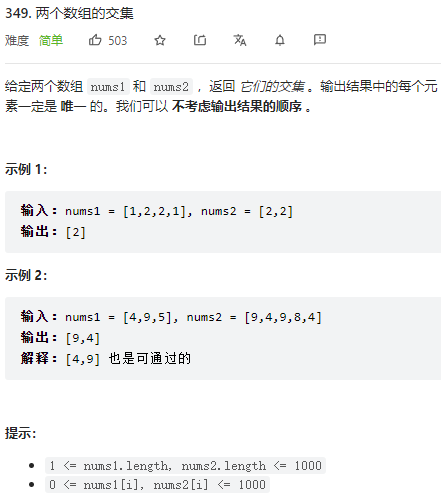 349. 两个数组的交集
难度 简单 503
给定两个数组 nums1 和 nums2 ，返回 它们的交集 。输出结果中的每个元
素一定是 唯一 的。我们可以 不考虑输出结果的顺序 。
示例 1：
输入：nums1 = [1,2,2,1], nums2 = [2,2]
输出：[2]
示例 2：
输入：nums1 = [4,9,5], nums2 = [9,4,9,8,4]
输出：[9,4]
解释：[4,9] 也是可通过的
提示：
1 <= nums1.length, nums2.length <= 1000
0 <= nums1[i], nums2[i] <= 1000